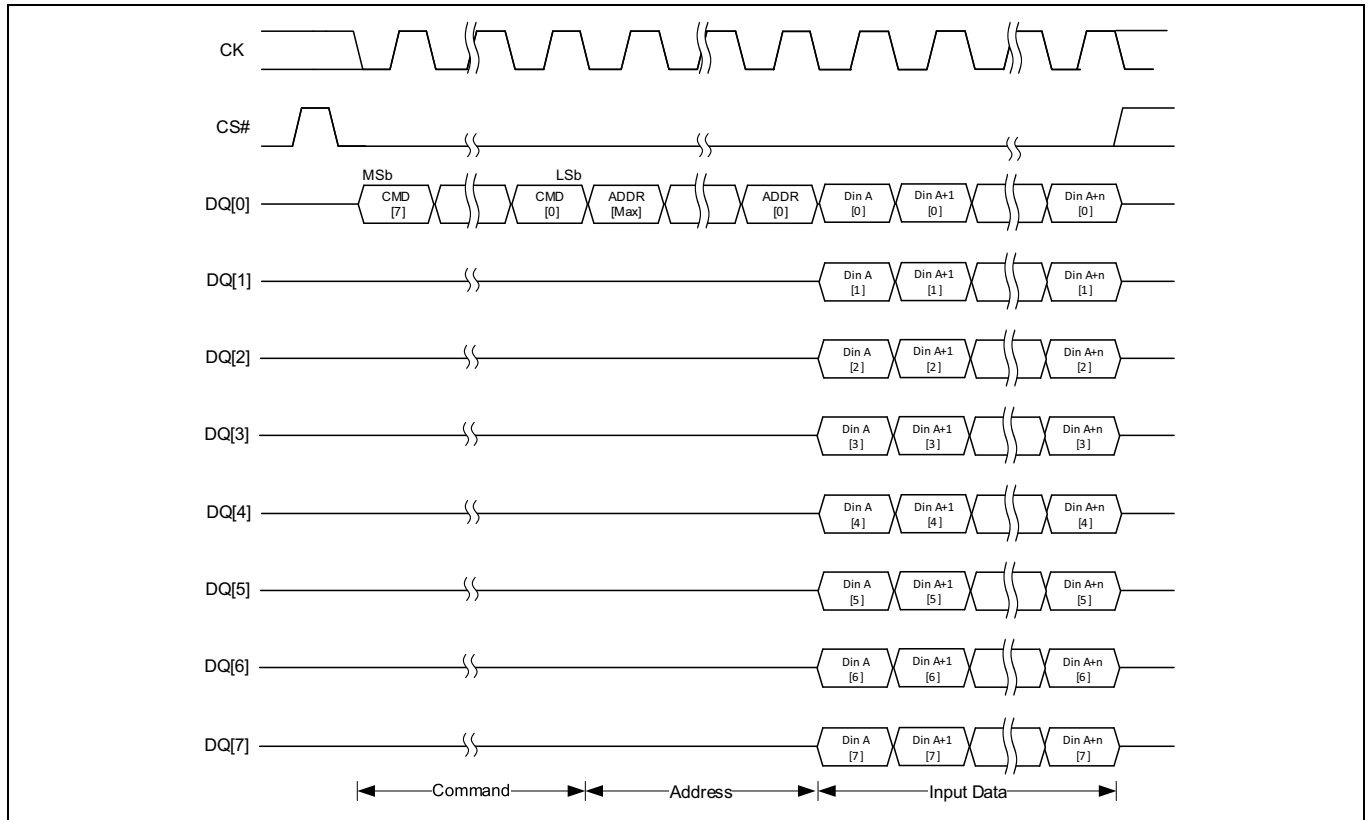 CK
CS#
MSb LSb
DQ[0] CMD ADDR CMD ADDR Din A Din A+1 Din A+n
[7] [0] [Max] [0] [0] [0] [0]
DQ[1] Din A Din A+1 Din A+n
[1] [1] [1]
DQ[2] Din A Din A+1 Din A+n
[2] [2] [2]
DQ[3] Din A Din A+1 Din A+n
[3] [3] [3]
DQ[4] Din A Din A+1 Din A+n
[4] [4] [4]
DQ[5] Din A Din A+1 Din A+n
[5] [5] [5]
DQ[6] Din A Din A+1 Din A+n
[6] [6] [6]
DQ[7] Din A Din A+1 Din A+n
[7] [7] [7]
Command Address Input Data